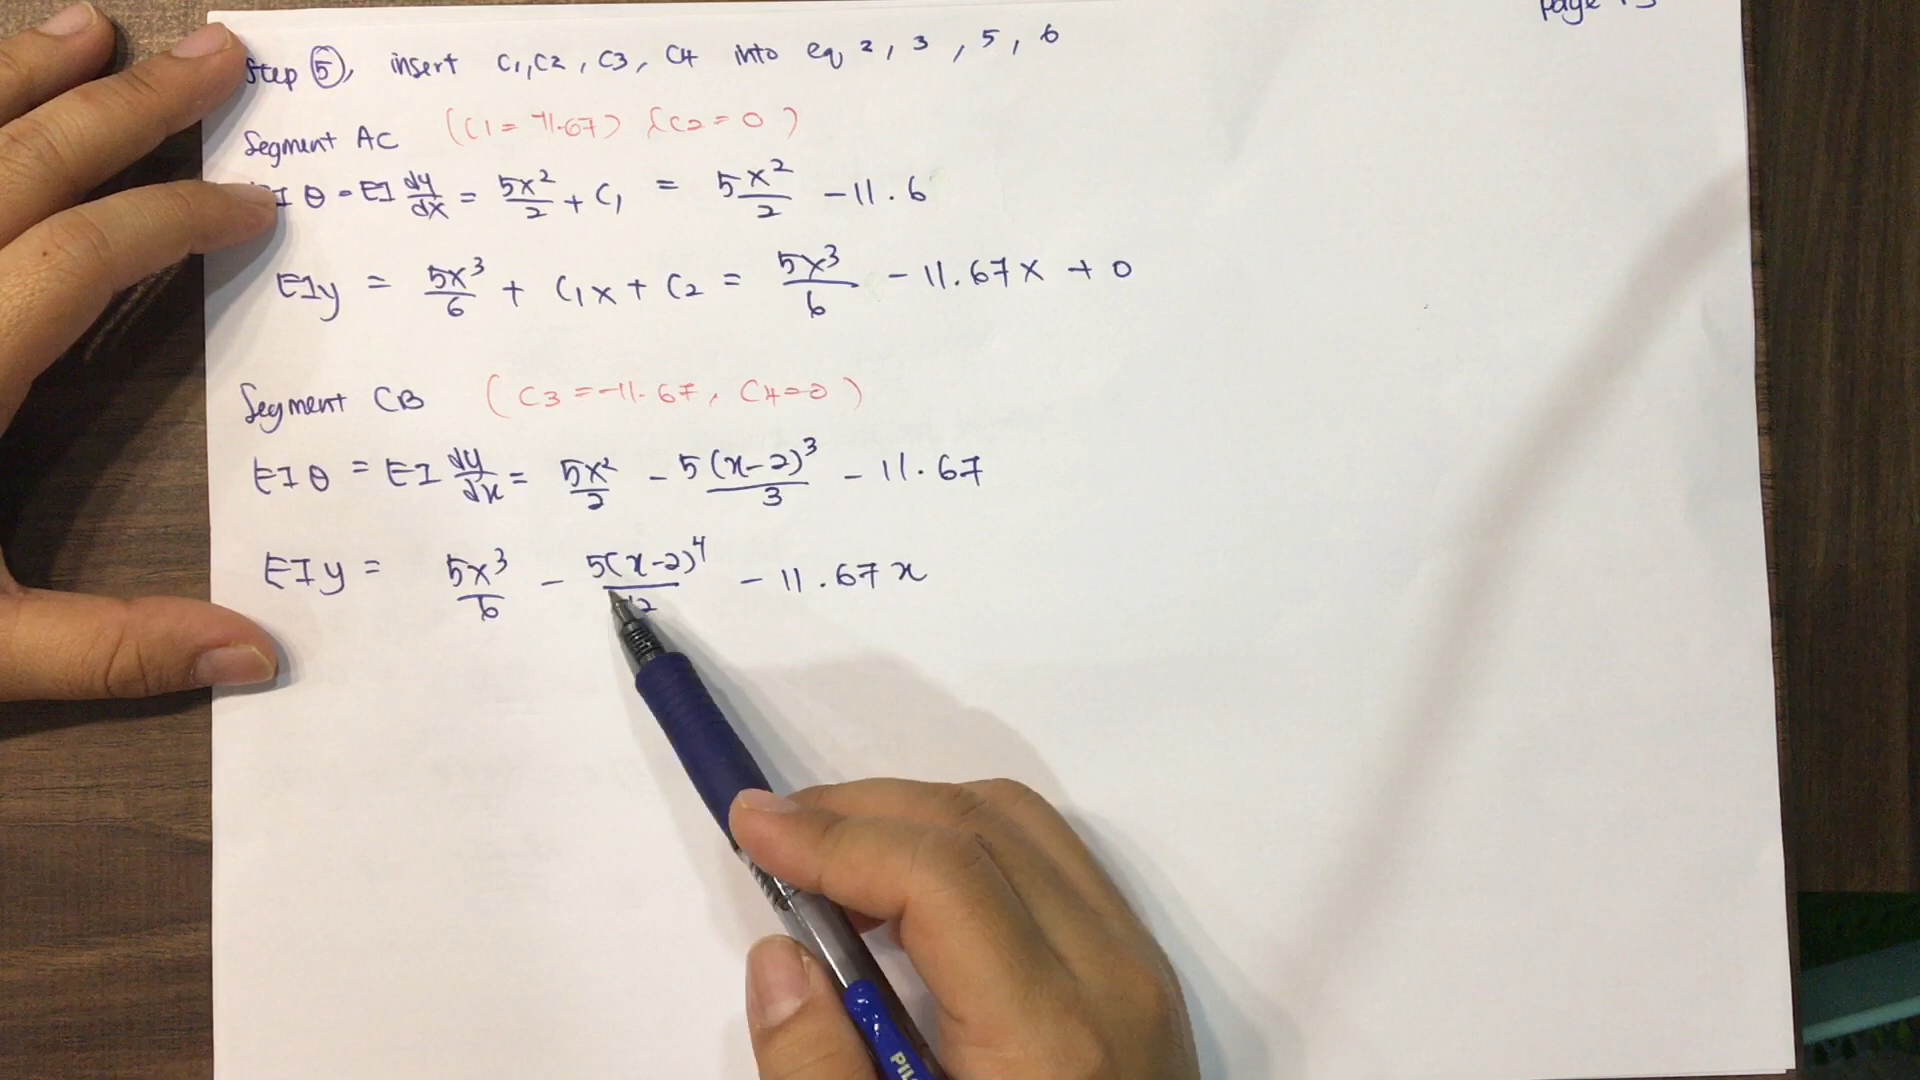 Page 13
Step ⑤, insert C1, C2, C3, C4 into eq 2, 3, 5, 6
Segment AC (C1 = -11.67) (C2 = 0)
I θ = EI dy/dx = 5x²/2 + C1 = 5x²/2 - 11.6
EIy = 5x³/6 + C1x + C2 = 5x³/6 - 11.67x + 0
Segment CB (C3 = -11.67, C4 = 0)
EI θ = EI dy/dx = 5x²/2 - 5(x-2)³/3 - 11.67
EIy = 5x³/6 - 5(x-2)⁴/12 - 11.67x